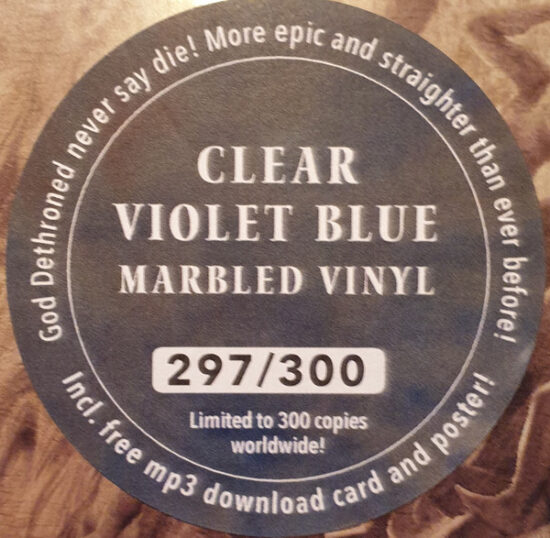 God Dethroned never say die! More epic and straighter than ever before!
CLEAR
VIOLET BLUE
MARBLED VINYL
297/300
Limited to 300 copies
worldwide!
Incl. free mp3 download card and poster!